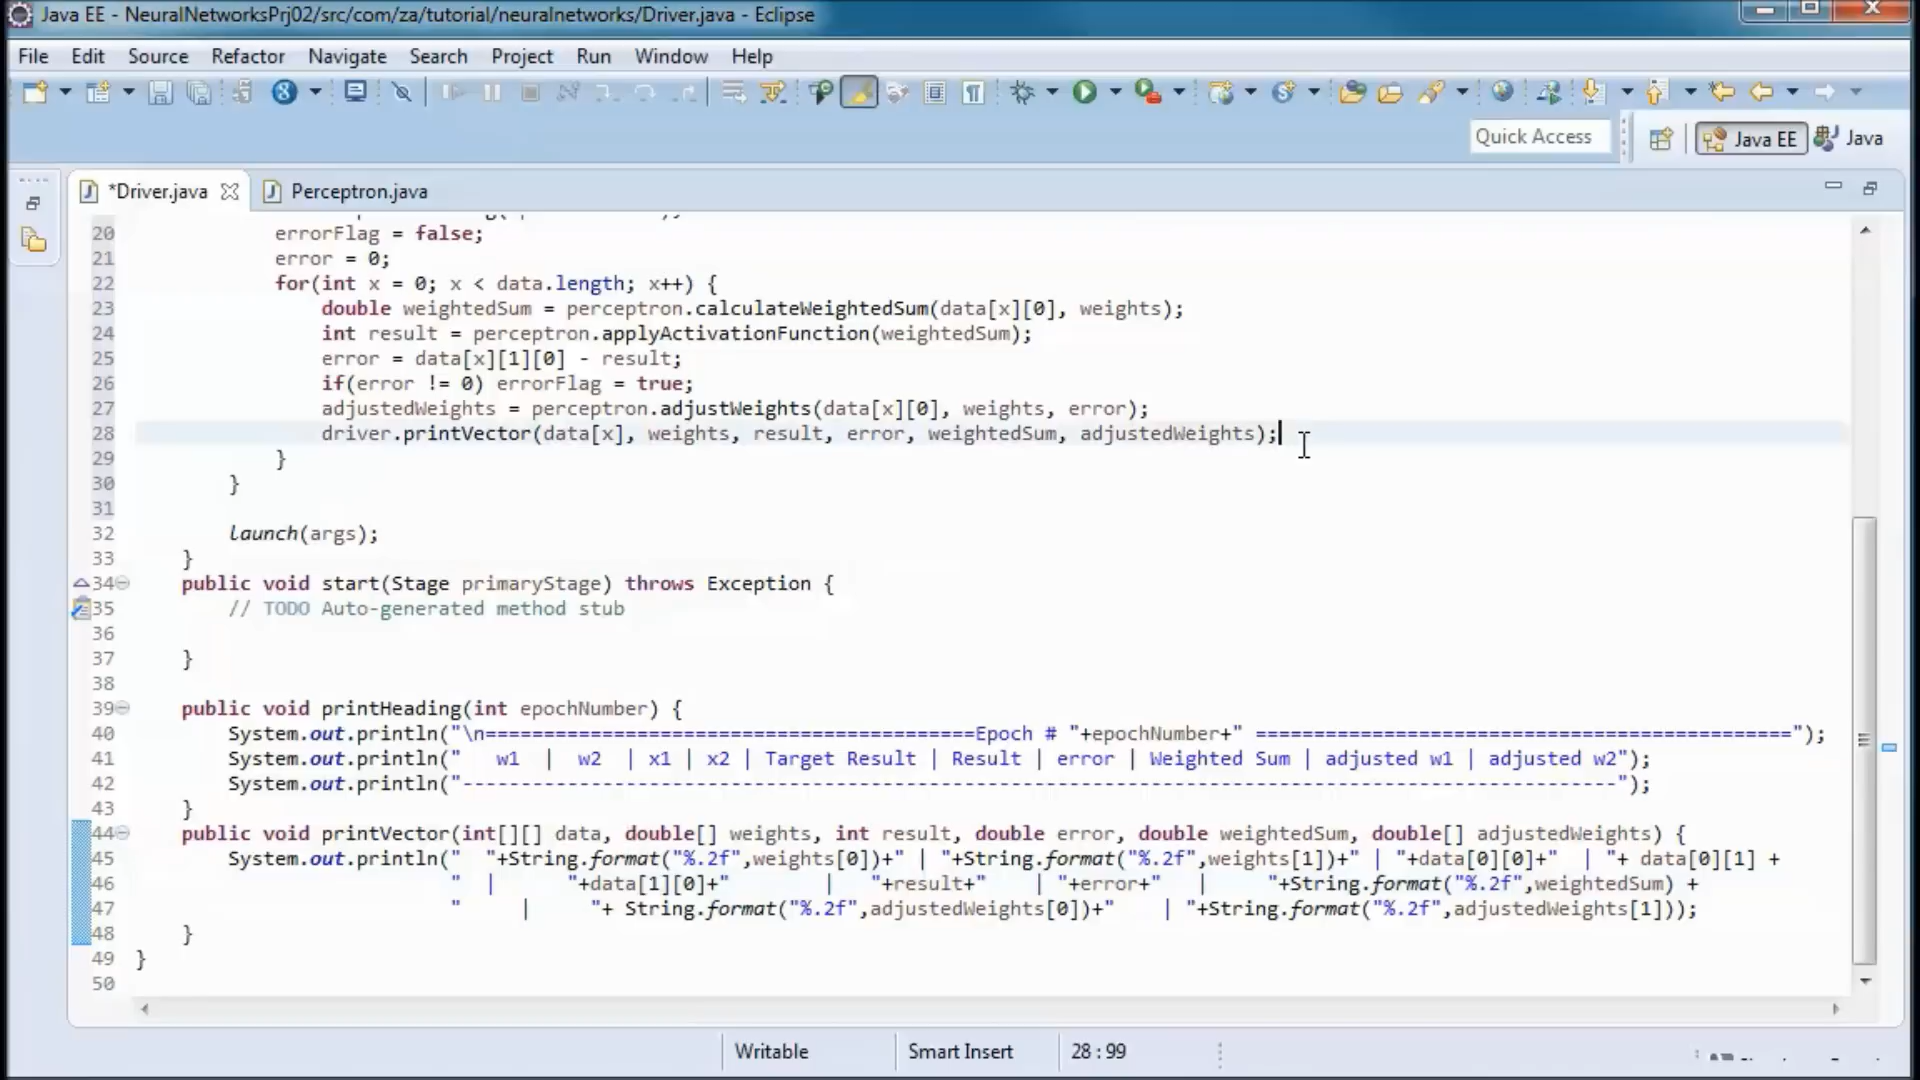 Java EE - NeuralNetworksPrj02/src/com/za/tutorial/neuralnetworks/Driver.java - Eclipse
File Edit Source Refactor Navigate Search Project Run Window Help
Quick Access Java EE Java
*Driver.java Perceptron.java
20 errorFlag = false;
21 error = 0;
22 for(int x = 0; x < data.length; x++) {
23 double weightedSum = perceptron.calculateWeightedSum(data[x][0], weights);
24 int result = perceptron.applyActivationFunction(weightedSum);
25 error = data[x][1][0] - result;
26 if(error != 0) errorFlag = true;
27 adjustedWeights = perceptron.adjustWeights(data[x][0], weights, error);
28 driver.printVector(data[x], weights, result, error, weightedSum, adjustedWeights);
29 }
30 }
31
32 launch(args);
33 }
34 public void start(Stage primaryStage) throws Exception {
35 // TODO Auto-generated method stub
36
37 }
38
39 public void printHeading(int epochNumber) {
40 System.out.println("\n==========================================Epoch # "+epochNumber+" ==============================================");
41 System.out.println("   w1  |  w2  | x1 | x2 | Target Result | Result | error | Weighted Sum | adjusted w1 | adjusted w2");
42 System.out.println("----------------------------------------------------------------------------------------------------");
43 }
44 public void printVector(int[][] data, double[] weights, int result, double error, double weightedSum, double[] adjustedWeights) {
45 System.out.println("  "+String.format("%.2f",weights[0])+" | "+String.format("%.2f",weights[1])+" | "+data[0][0]+"  | "+ data[0][1] +
46 "  |      "+data[1][0]+"        |   "+result+"    | "+error+"   |     "+String.format("%.2f",weightedSum) +
47 "     |     "+ String.format("%.2f",adjustedWeights[0])+"    | "+String.format("%.2f",adjustedWeights[1]));
48 }
49 }
50
Writable Smart Insert 28 : 99